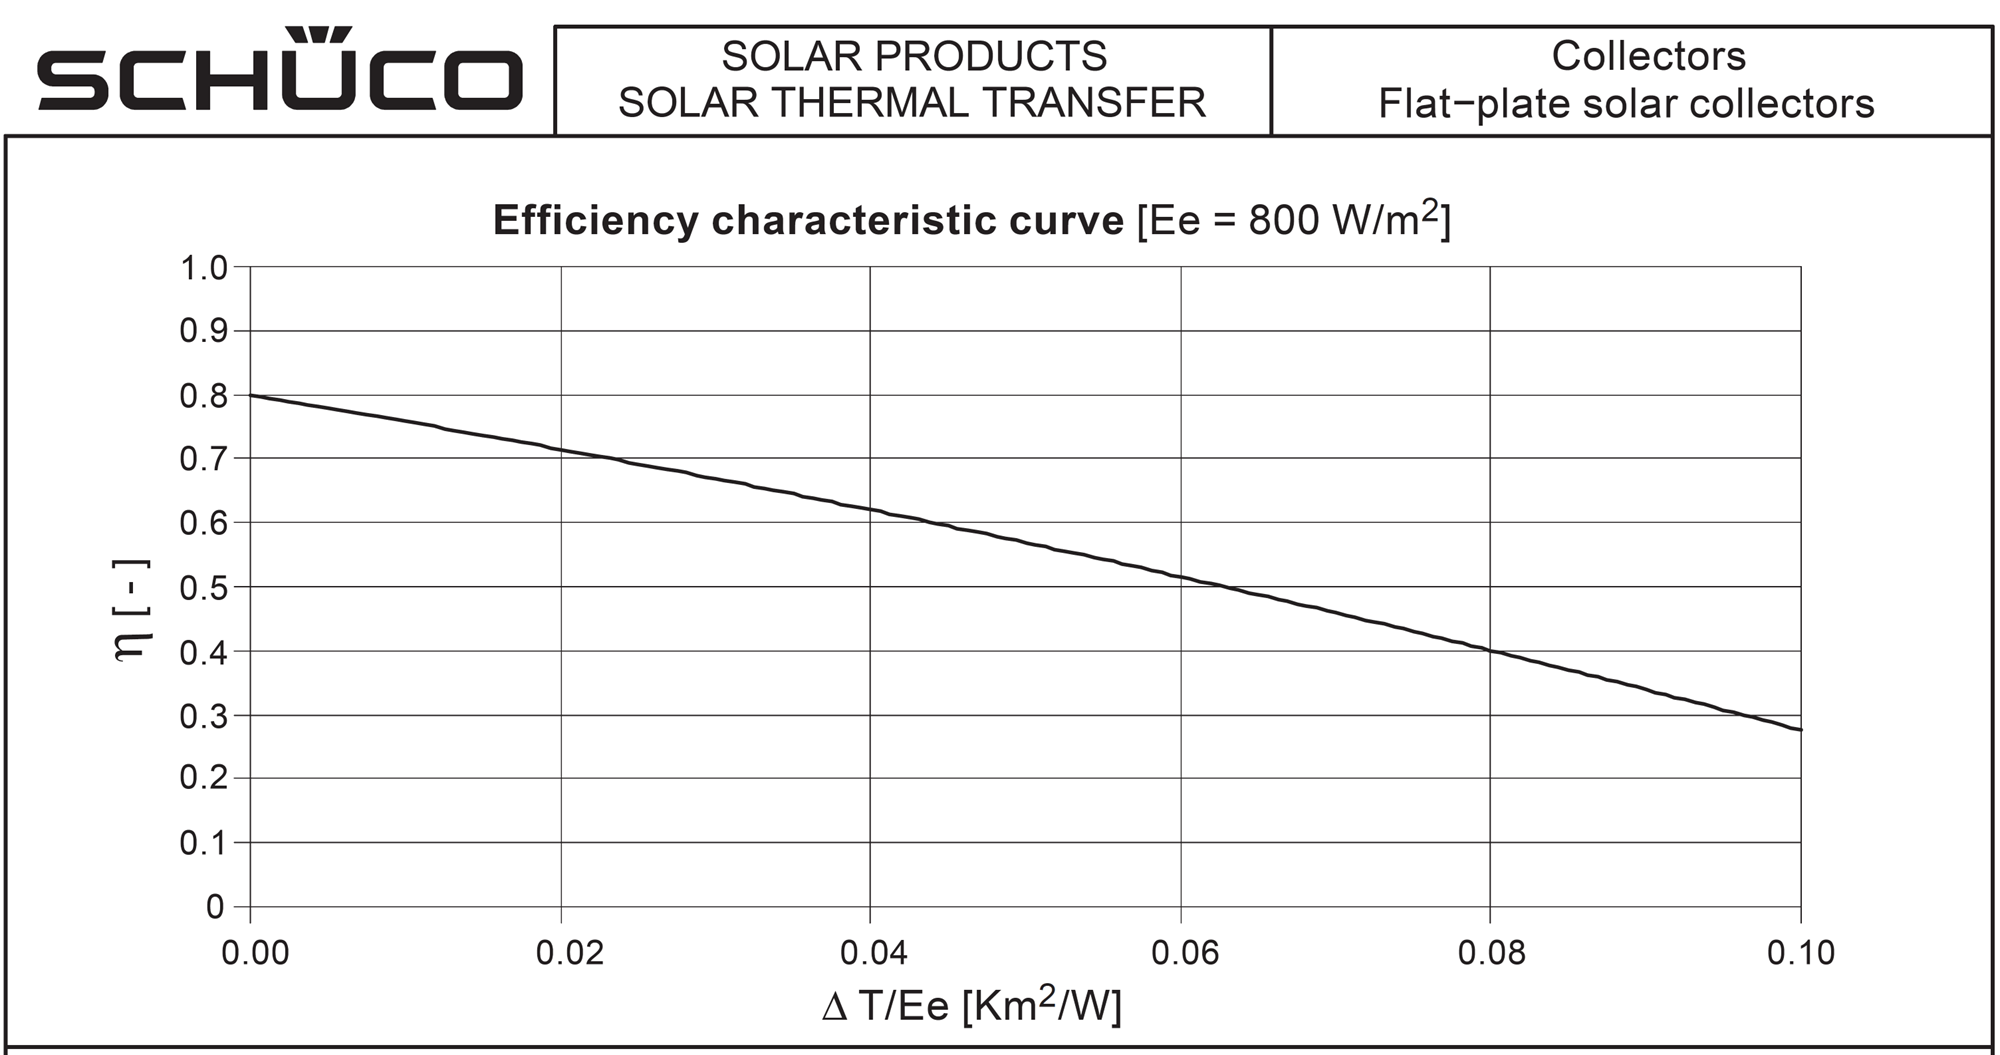 SCHÜCO
SOLAR PRODUCTS
SOLAR THERMAL TRANSFER
Collectors
Flat−plate solar collectors
Efficiency characteristic curve [Ee = 800 W/m²]
1.0
0.9
0.8
0.7
0.6
0.5
0.4
0.3
0.2
0.1
0
η [ - ]
0.00 0.02 0.04 0.06 0.08 0.10
Δ T/Ee [Km²/W]